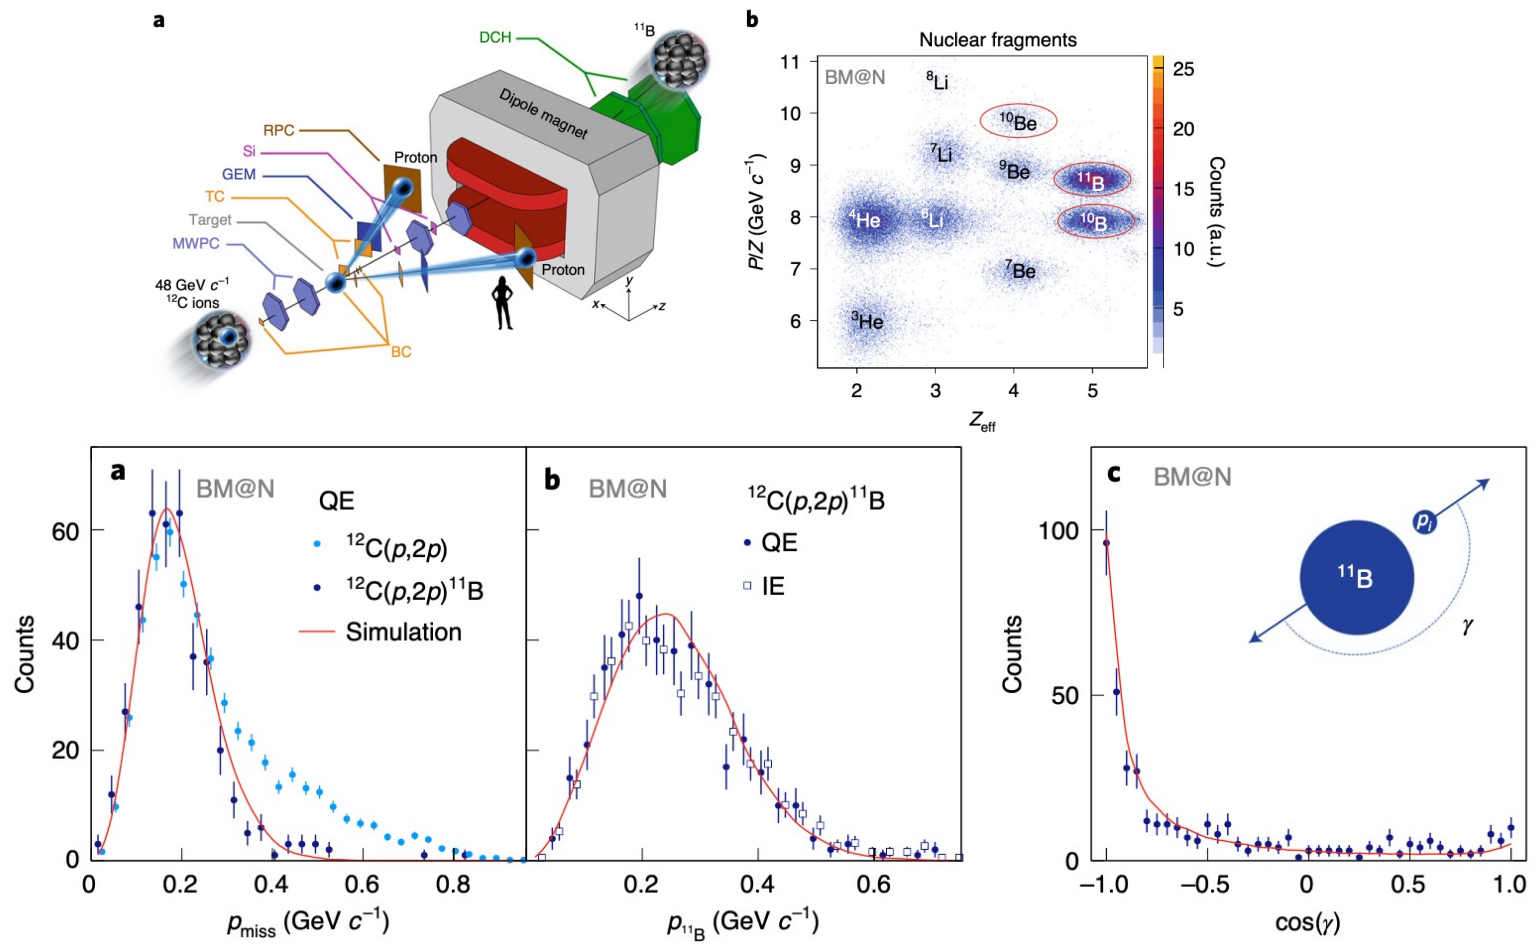 a
DCH
¹¹B
Dipole magnet
RPC
Proton
Si
GEM
TC
Target
MWPC
Proton
48 GeV c⁻¹
¹²C ions
y
x
z
BC
b
Nuclear fragments
BM@N
⁸Li
¹⁰Be
⁷Li
⁹Be
¹¹B
⁴He
⁶Li
¹⁰B
⁷Be
³He
11
10
9
8
7
6
P/Z (GeV c⁻¹)
2
3
4
5
Z_eff
25
20
15
10
5
Counts (a.u.)
a
BM@N
QE
¹²C(p,2p)
¹²C(p,2p)¹¹B
Simulation
60
40
20
0
Counts
0
0.2
0.4
0.6
0.8
p_miss (GeV c⁻¹)
b
BM@N
¹²C(p,2p)¹¹B
QE
IE
0.2
0.4
0.6
p_¹¹B (GeV c⁻¹)
c
BM@N
p_i
¹¹B
γ
100
50
0
Counts
−1.0
−0.5
0
0.5
1.0
cos(γ)